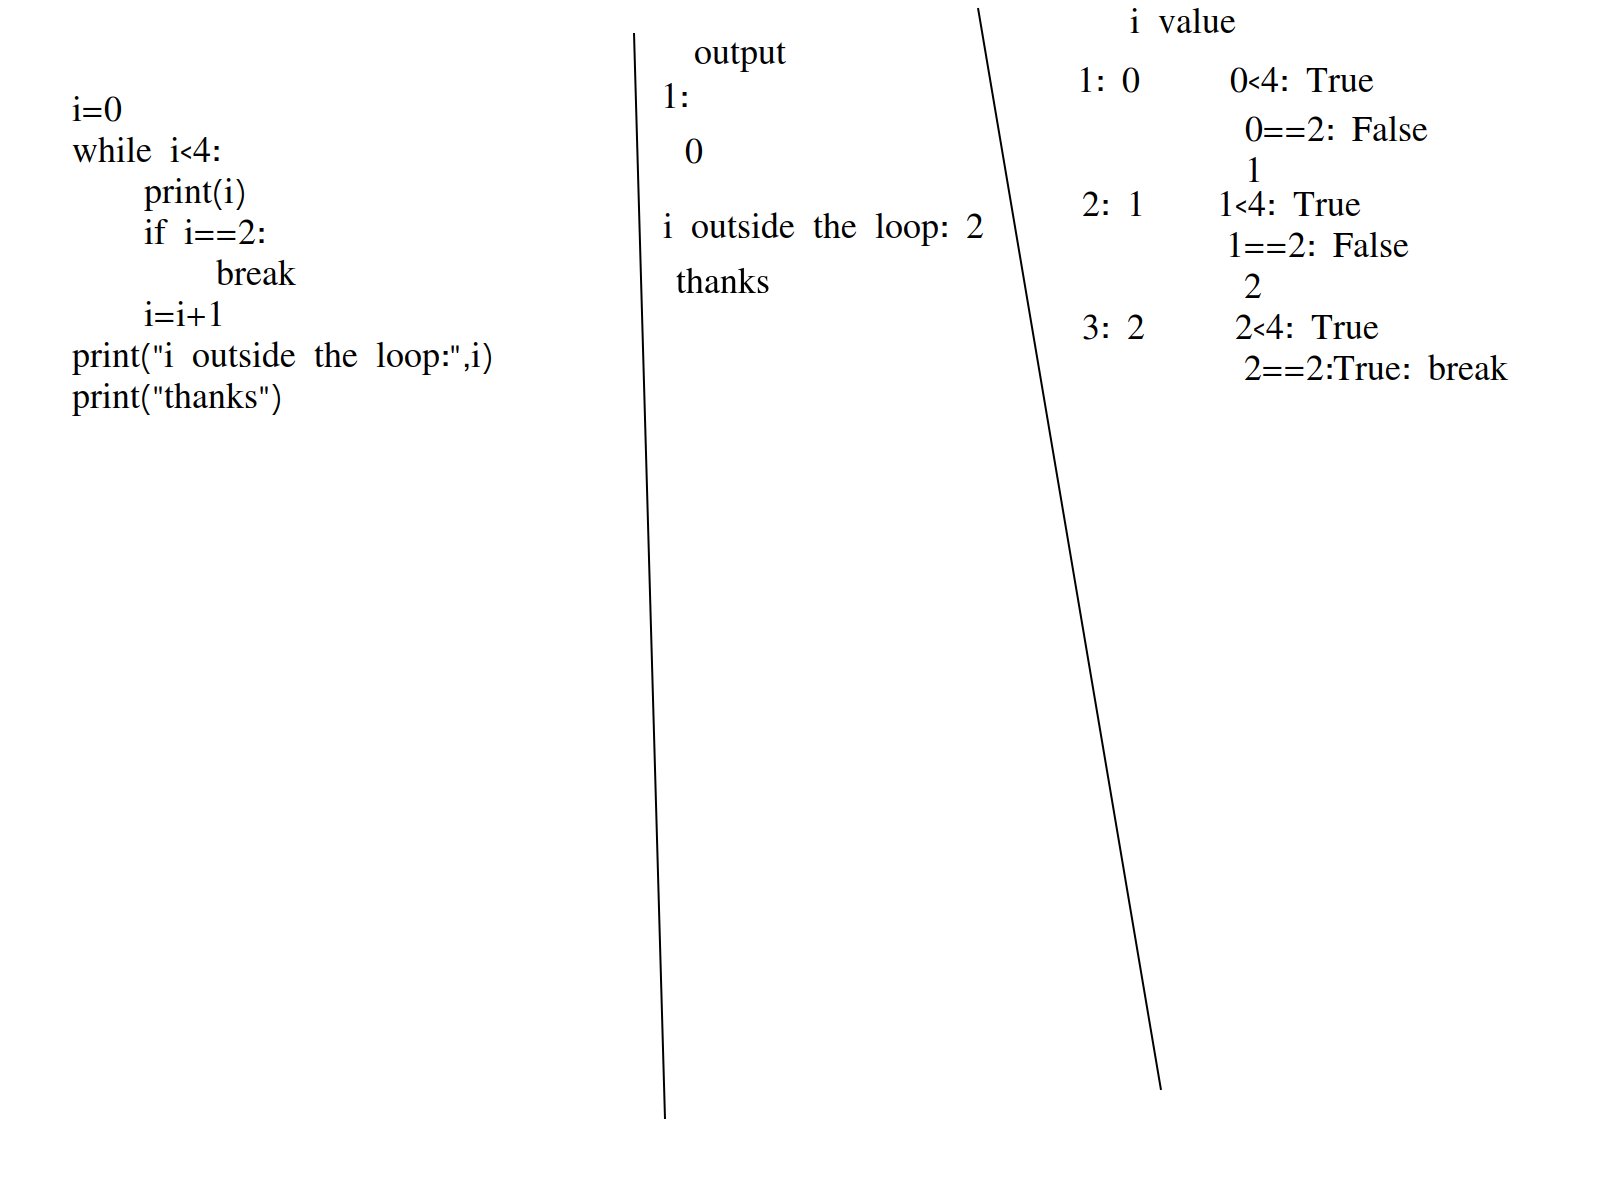 i=0
while i<4:
print(i)
if i==2:
break
i=i+1
print("i outside the loop:",i)
print("thanks")
output
1:
0
i outside the loop: 2
thanks
i value
1: 0 0<4: True
0==2: False
1
2: 1 1<4: True
1==2: False
2
3: 2 2<4: True
2==2:True: break